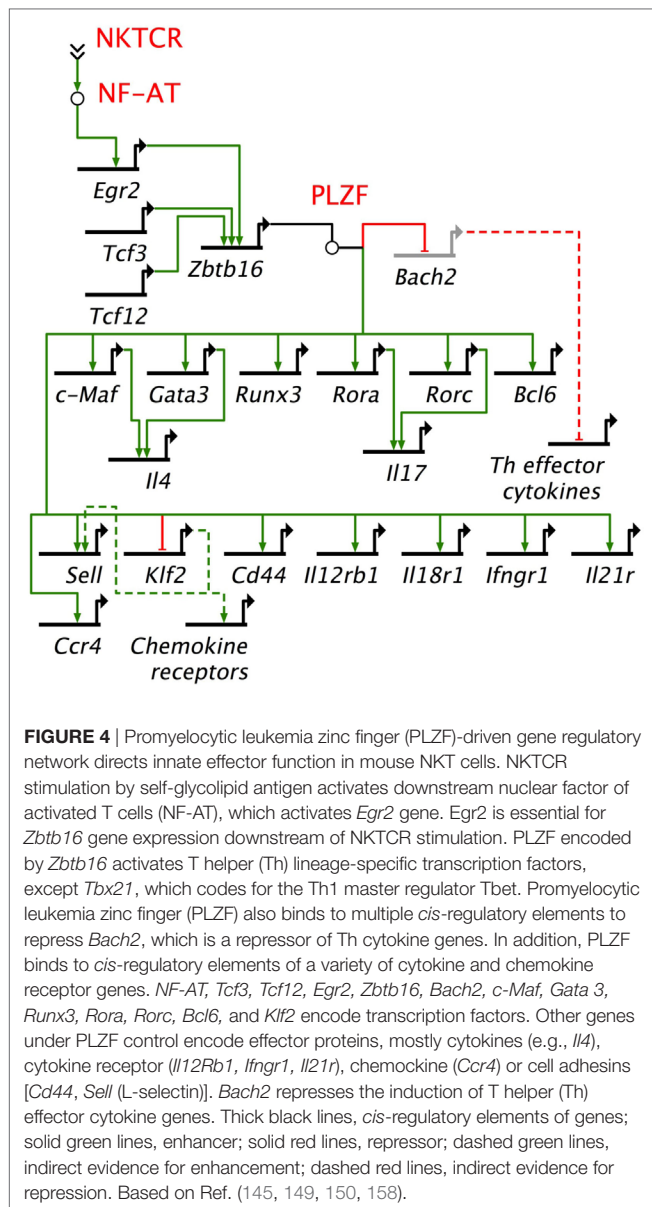 NKTCR
NF-AT
Egr2
PLZF
Tcf3
Zbtb16
Bach2
Tcf12
c-Maf
Gata3
Runx3
Rora
Rorc
Bcl6
Il4
Il17
Th effector
cytokines
Sell
Klf2
Cd44
Il12rb1
Il18r1
Ifngr1
Il21r
Ccr4
Chemokine
receptors
FIGURE 4 | Promyelocytic leukemia zinc finger (PLZF)-driven gene regulatory
network directs innate effector function in mouse NKT cells. NKTCR
stimulation by self-glycolipid antigen activates downstream nuclear factor of
activated T cells (NF-AT), which activates Egr2 gene. Egr2 is essential for
Zbtb16 gene expression downstream of NKTCR stimulation. PLZF encoded
by Zbtb16 activates T helper (Th) lineage-specific transcription factors,
except Tbx21, which codes for the Th1 master regulator Tbet. Promyelocytic
leukemia zinc finger (PLZF) also binds to multiple cis-regulatory elements to
repress Bach2, which is a repressor of Th cytokine genes. In addition, PLZF
binds to cis-regulatory elements of a variety of cytokine and chemokine
receptor genes. NF-AT, Tcf3, Tcf12, Egr2, Zbtb16, Bach2, c-Maf, Gata 3,
Runx3, Rora, Rorc, Bcl6, and Klf2 encode transcription factors. Other genes
under PLZF control encode effector proteins, mostly cytokines (e.g., Il4),
cytokine receptor (Il12Rb1, Ifngr1, Il21r), chemockine (Ccr4) or cell adhesins
[Cd44, Sell (L-selectin)]. Bach2 represses the induction of T helper (Th)
effector cytokine genes. Thick black lines, cis-regulatory elements of genes;
solid green lines, enhancer; solid red lines, repressor; dashed green lines,
indirect evidence for enhancement; dashed red lines, indirect evidence for
repression. Based on Ref. (145, 149, 150, 158).